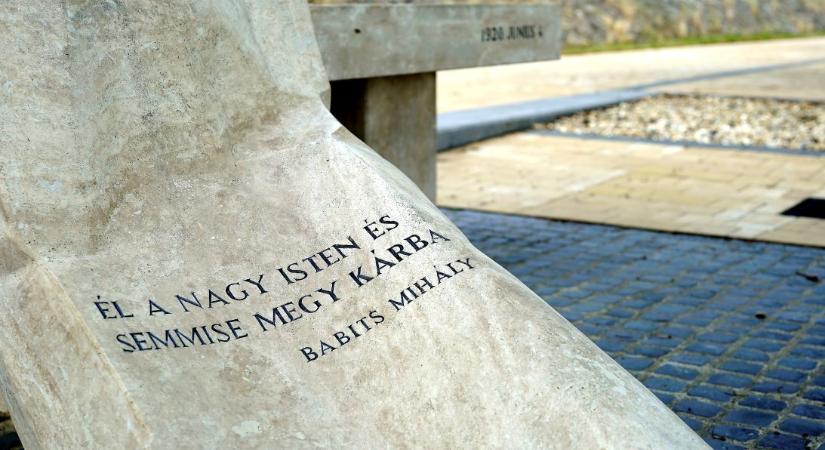 1920 JÚNIUS 4
ÉL A NAGY ISTEN ÉS
SEMMISE MEGY KÁRBA
BABITS MIHÁLY